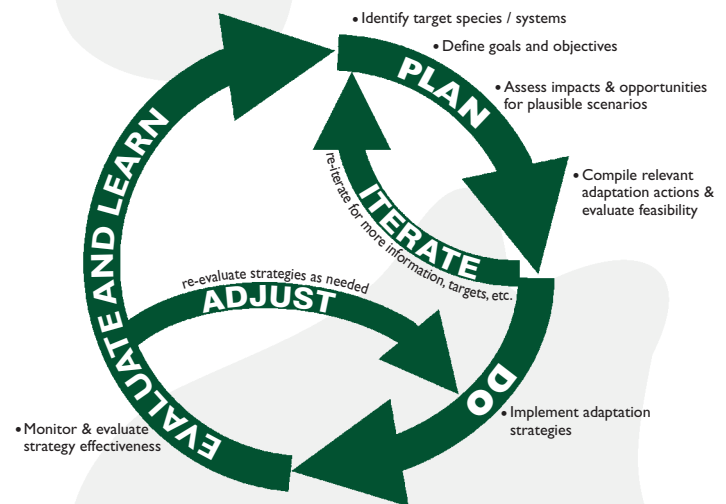 • Identify target species / systems
• Define goals and objectives
PLAN
• Assess impacts & opportunities
for plausible scenarios
• Compile relevant
adaptation actions &
evaluate feasibility
ITERATE
re-iterate for more information, targets, etc.
re-evaluate strategies as needed
ADJUST
DO
• Implement adaptation
strategies
EVALUATE AND LEARN
• Monitor & evaluate
strategy effectiveness